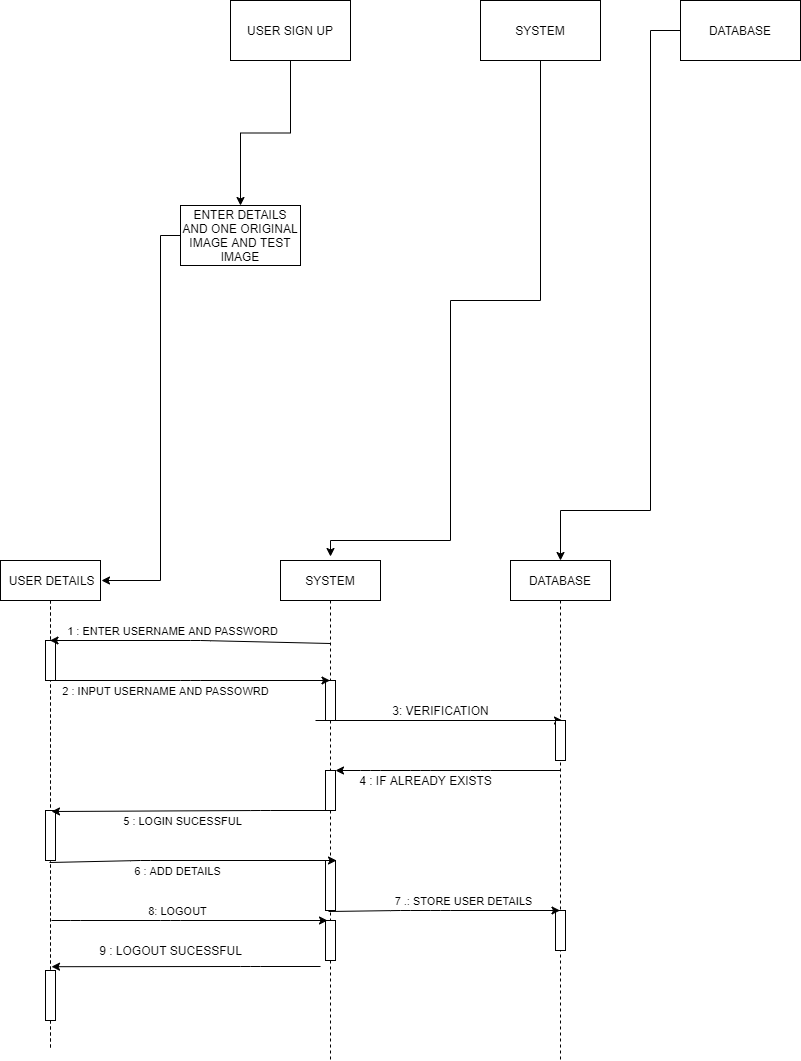 USER SIGN UP
SYSTEM
DATABASE
ENTER DETAILS
AND ONE ORIGINAL
IMAGE AND TEST
IMAGE
USER DETAILS
SYSTEM
DATABASE
1 : ENTER USERNAME AND PASSWORD
2 : INPUT USERNAME AND PASSOWRD
3: VERIFICATION
4 : IF ALREADY EXISTS
5 : LOGIN SUCESSFUL
6 : ADD DETAILS
7 .: STORE USER DETAILS
8: LOGOUT
9 : LOGOUT SUCESSFUL